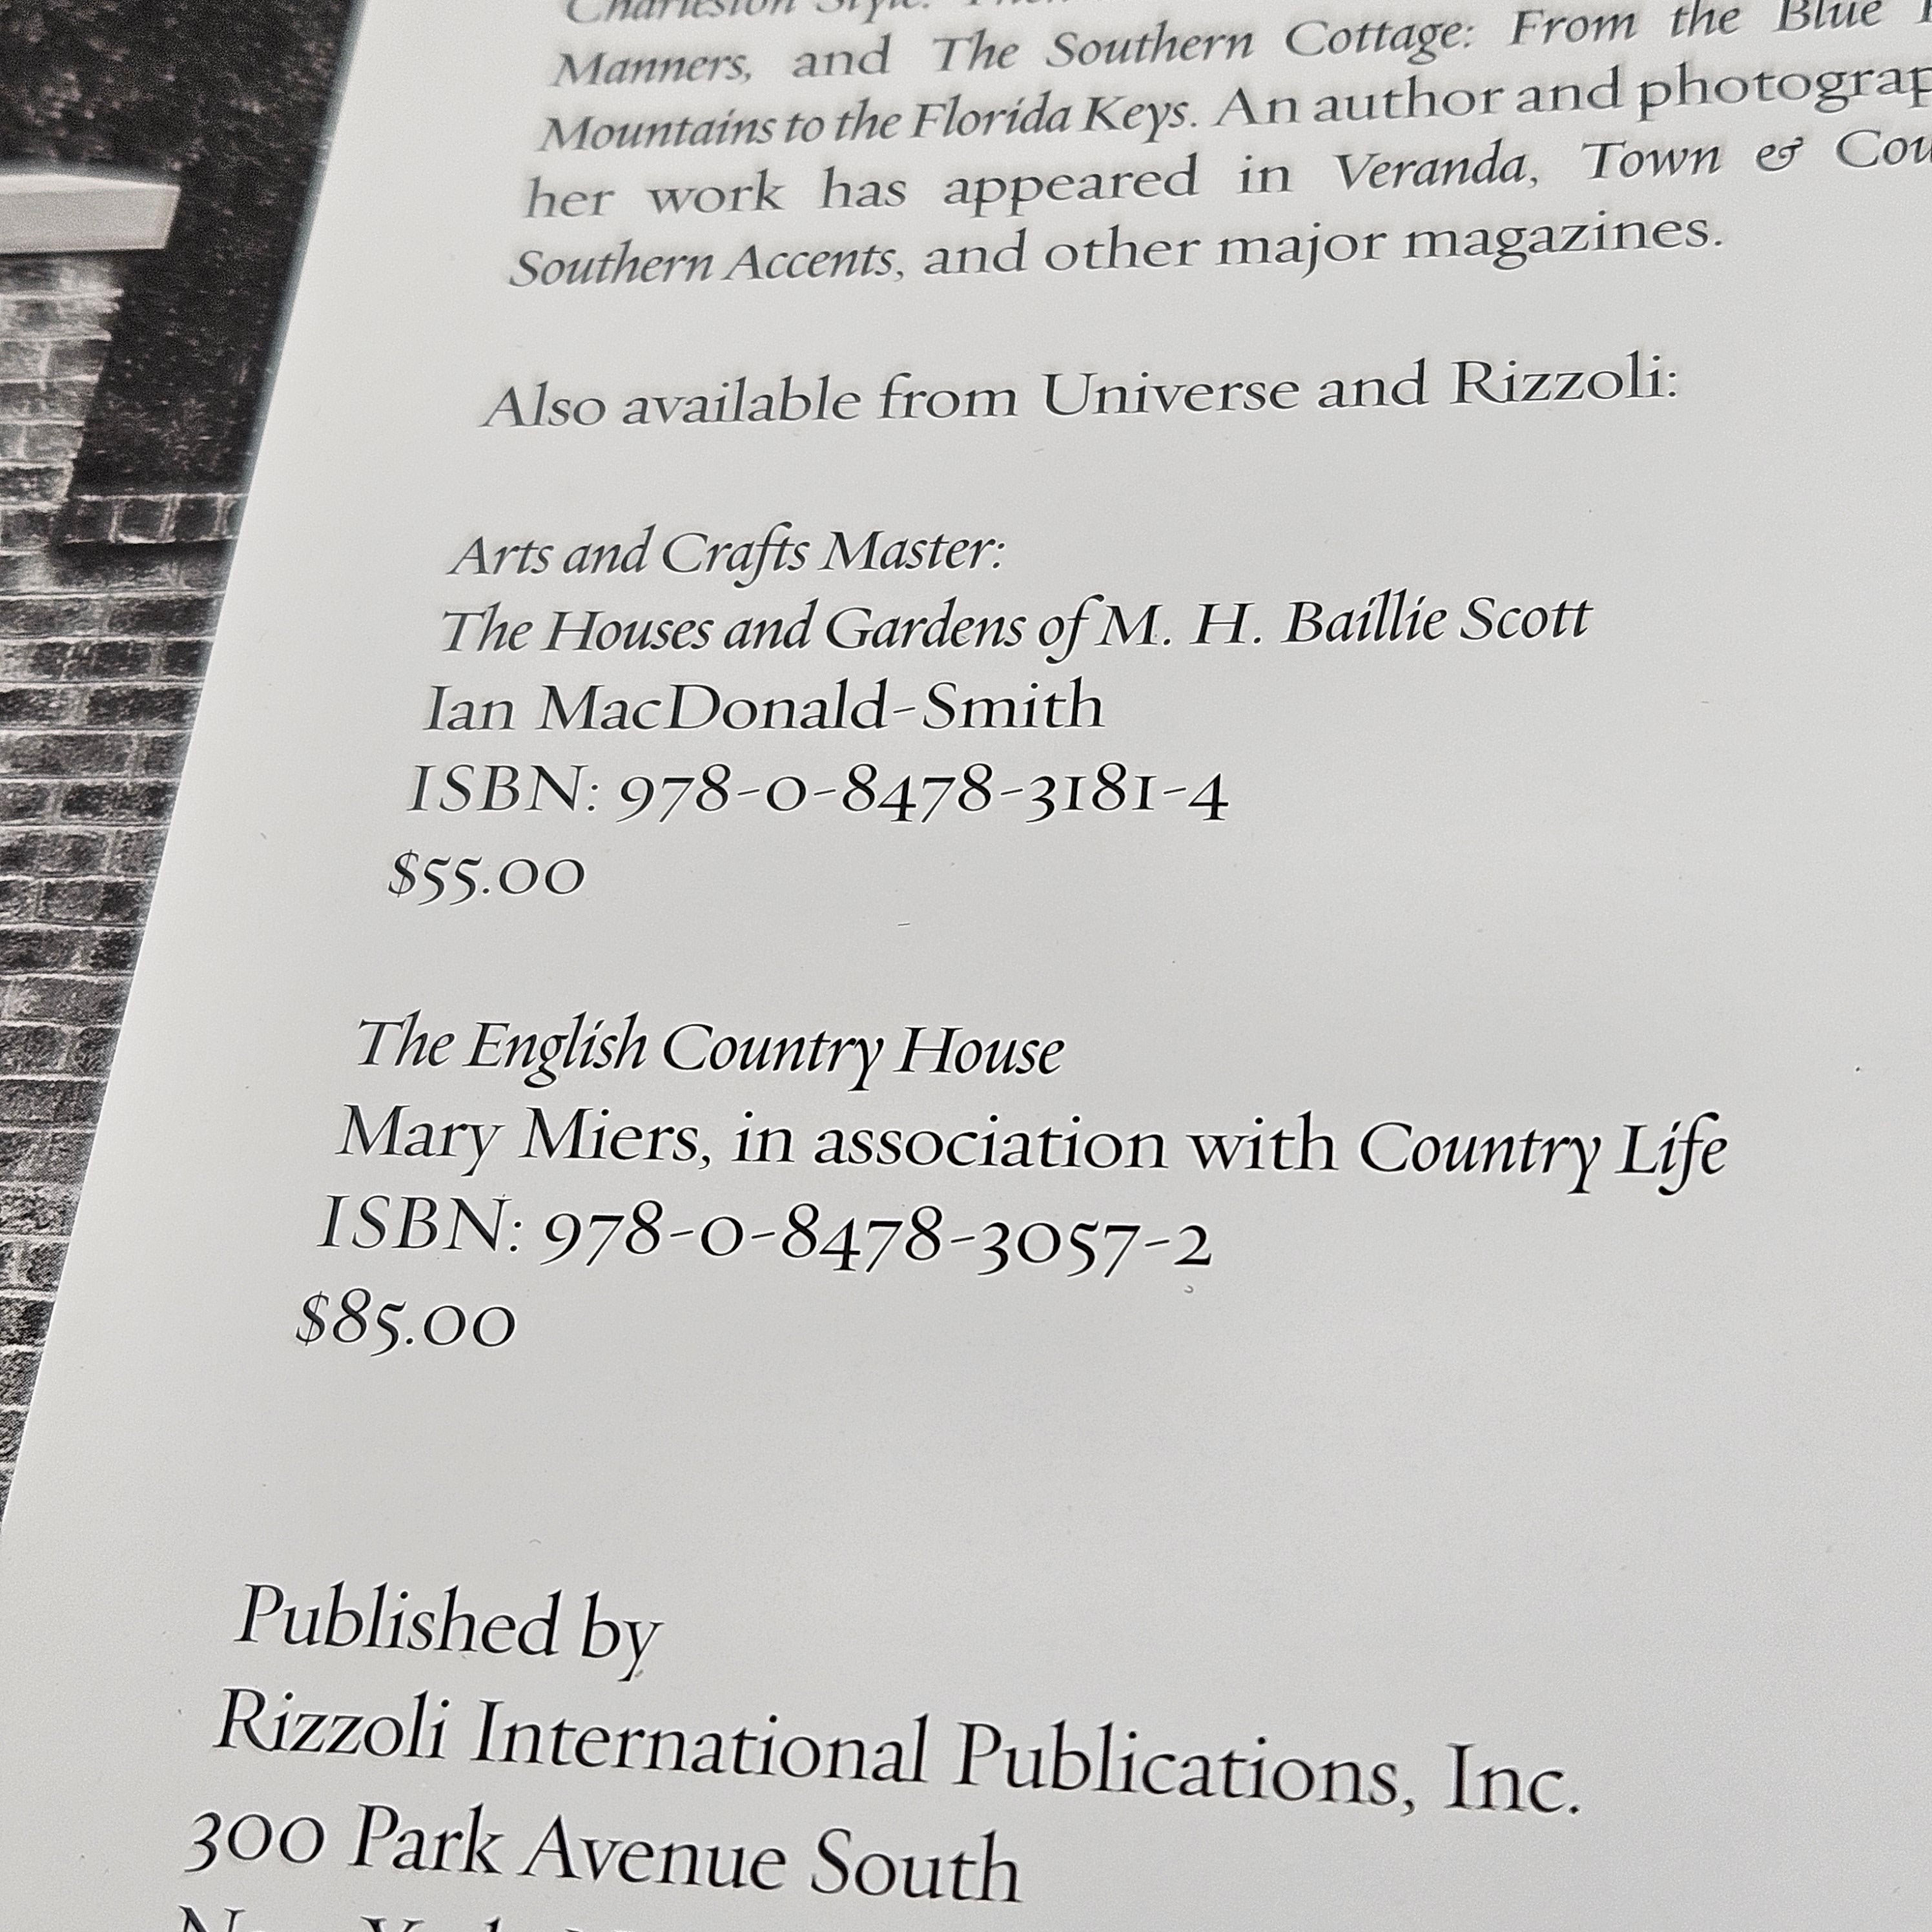 Charleston Style: Then
Manners, and The Southern Cottage: From the Blue
Mountains to the Florida Keys. An author and
her work has appeared in Veranda, Town &
Southern Accents, and other major magazines.
Also available from Universe and Rizzoli:
Arts and Crafts Master:
The Houses and Gardens of M. H. Baillie Scott
Ian MacDonald-Smith
ISBN: 978-0-8478-3181-4
$55.00
The English Country House
Mary Miers, in association with Country Life
ISBN: 978-0-8478-3057-2
$85.00
Published by
Rizzoli International Publications, Inc.
300 Park Avenue South